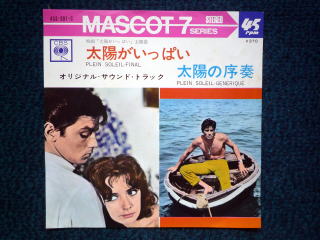 MASCOT 7
SERIES
STEREO
45
rpm
CBS
映画「太陽がいっぱい」主題曲
太陽がいっぱい
PLEIN SOLEIL-FINAL
オリジナル・サウンド・トラック
太陽の序奏
PLEIN SOLEIL-GENERIQUE